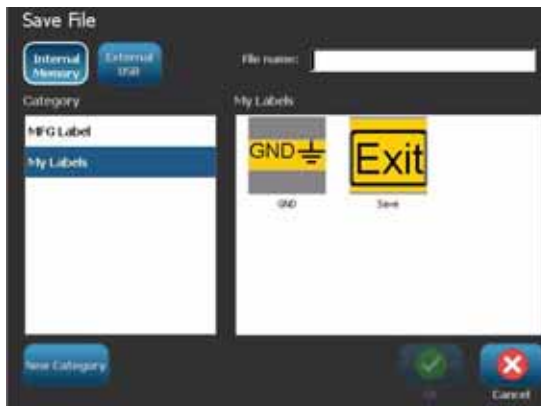 Save File
Internal Memory
External USB
File name:
Category
My Labels
MFG Label
My Labels
GND
Exit
GND
Save
New Category
Cancel